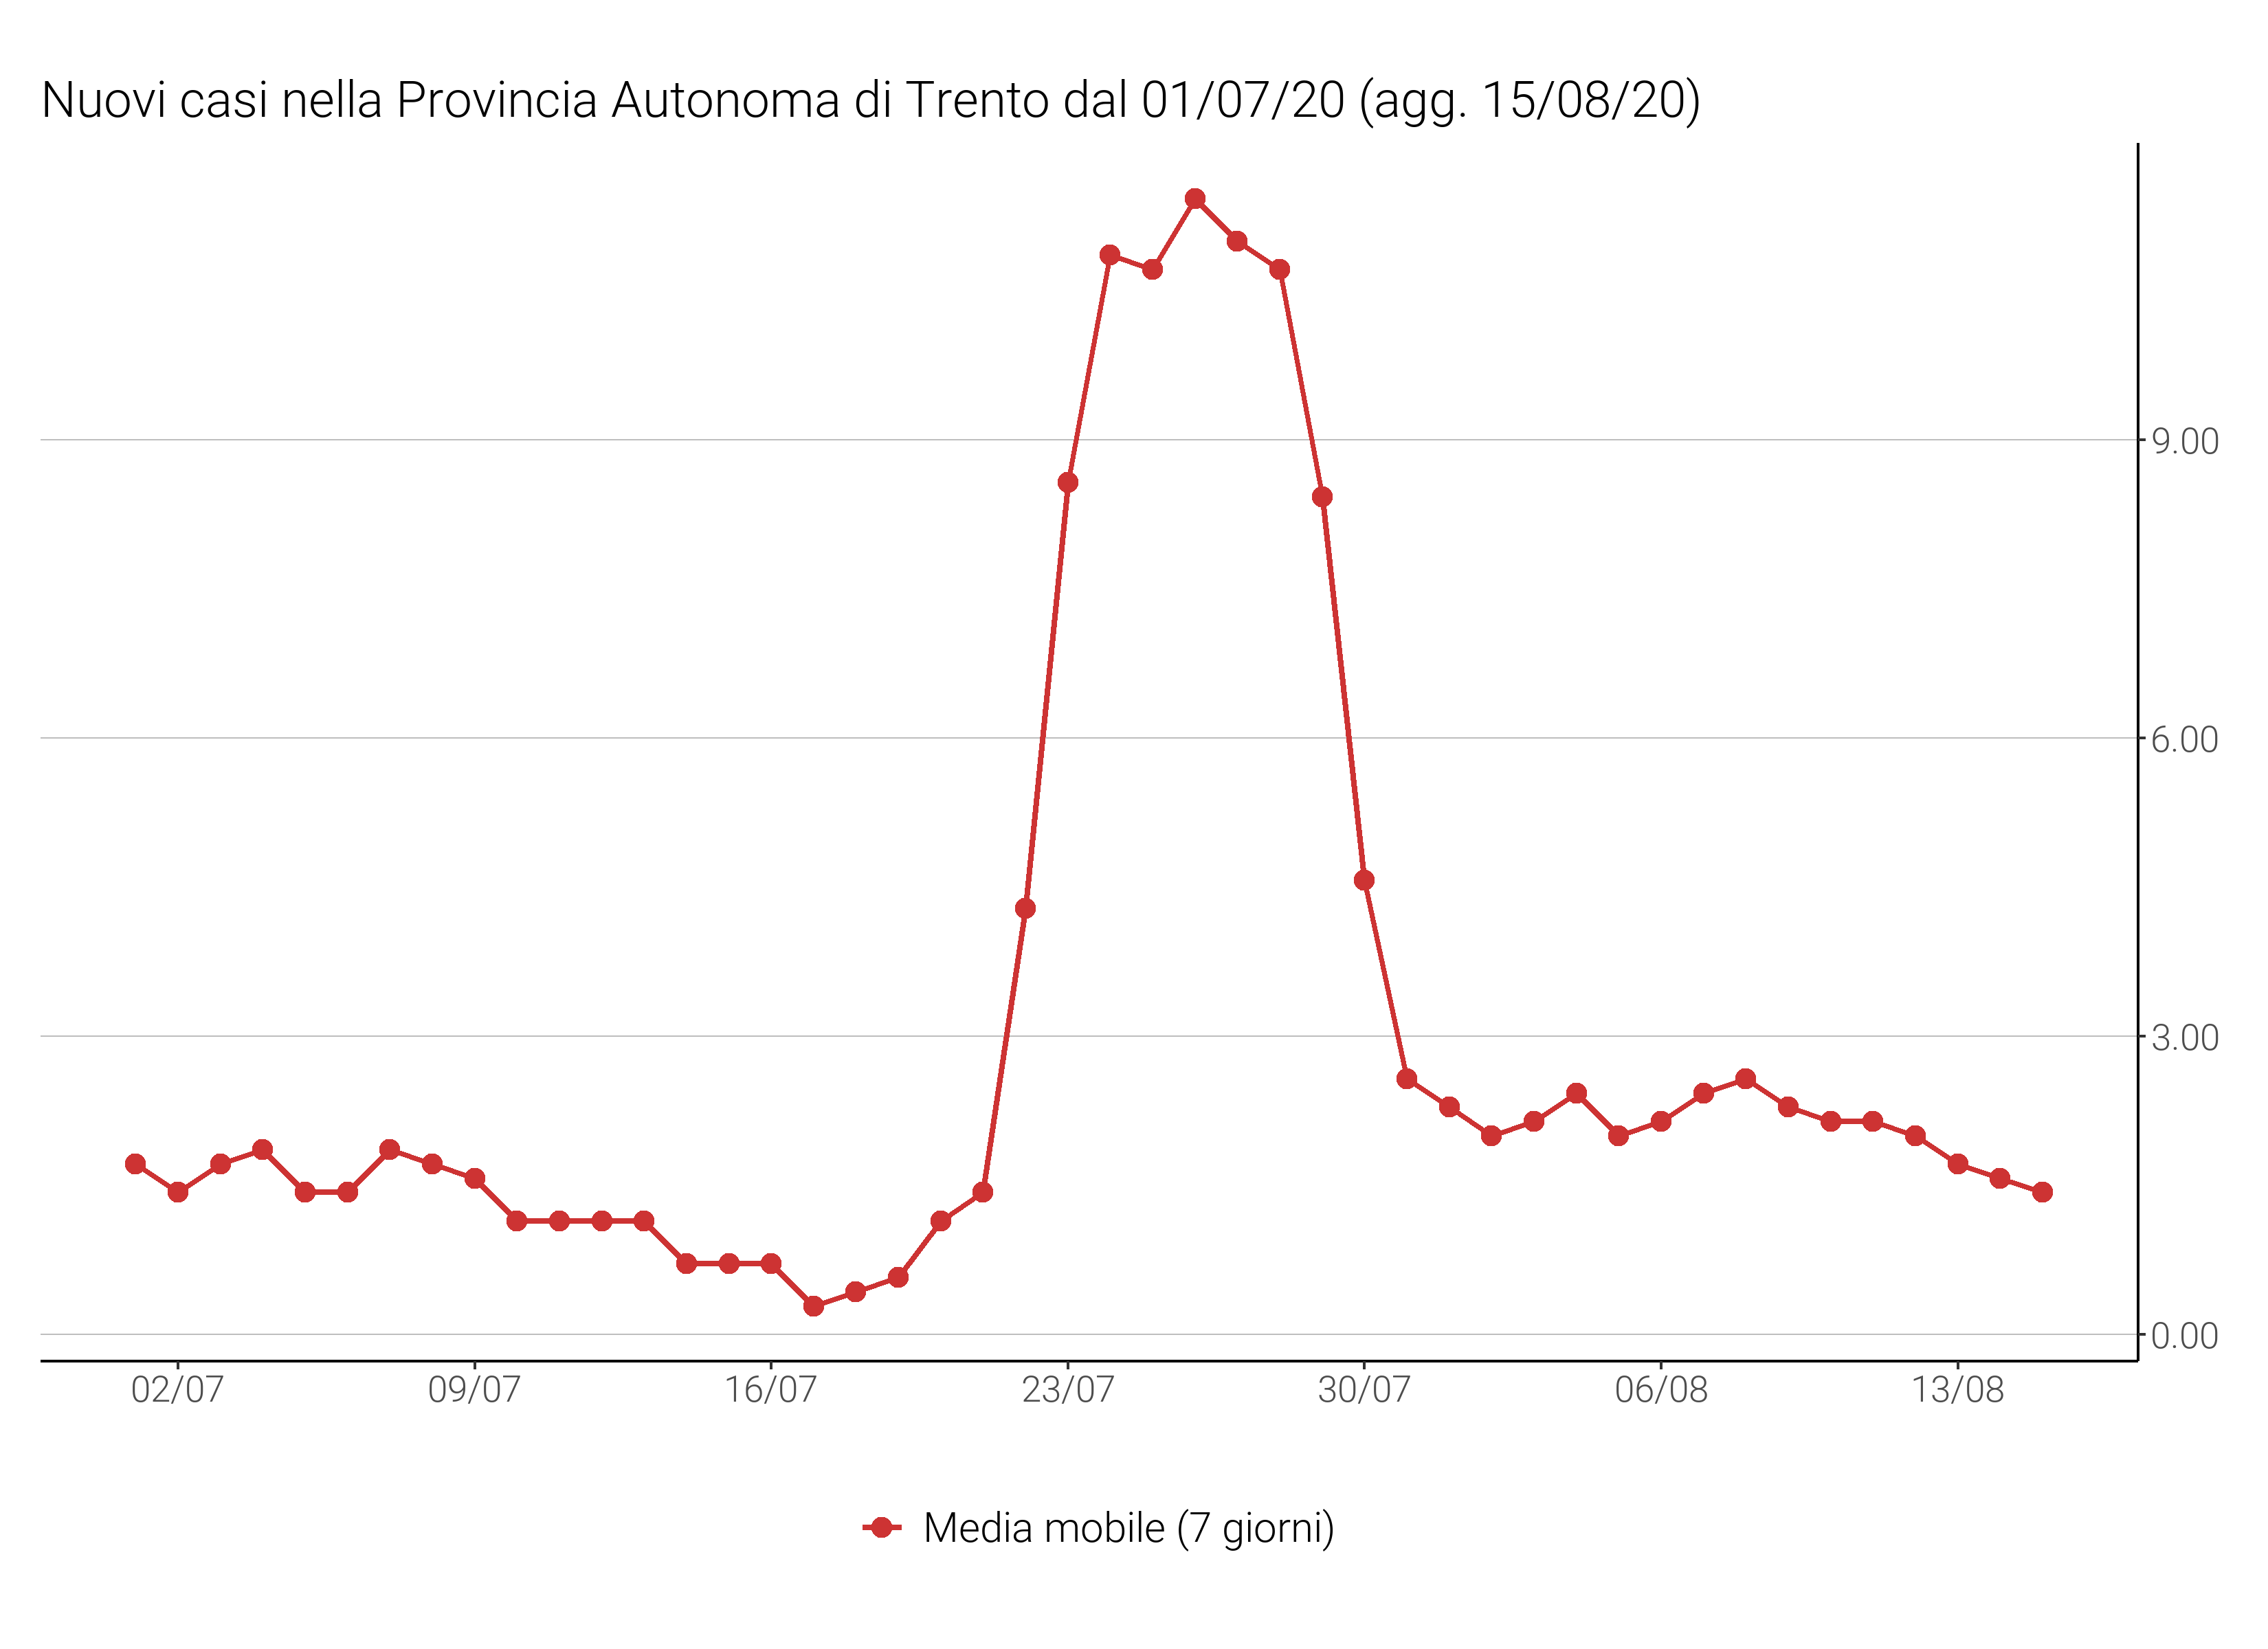 Nuovi casi nella Provincia Autonoma di Trento dal 01/07/20 (agg. 15/08/20)
9.00
6.00
3.00
0.00
02/07 09/07 16/07 23/07 30/07 06/08 13/08
Media mobile (7 giorni)